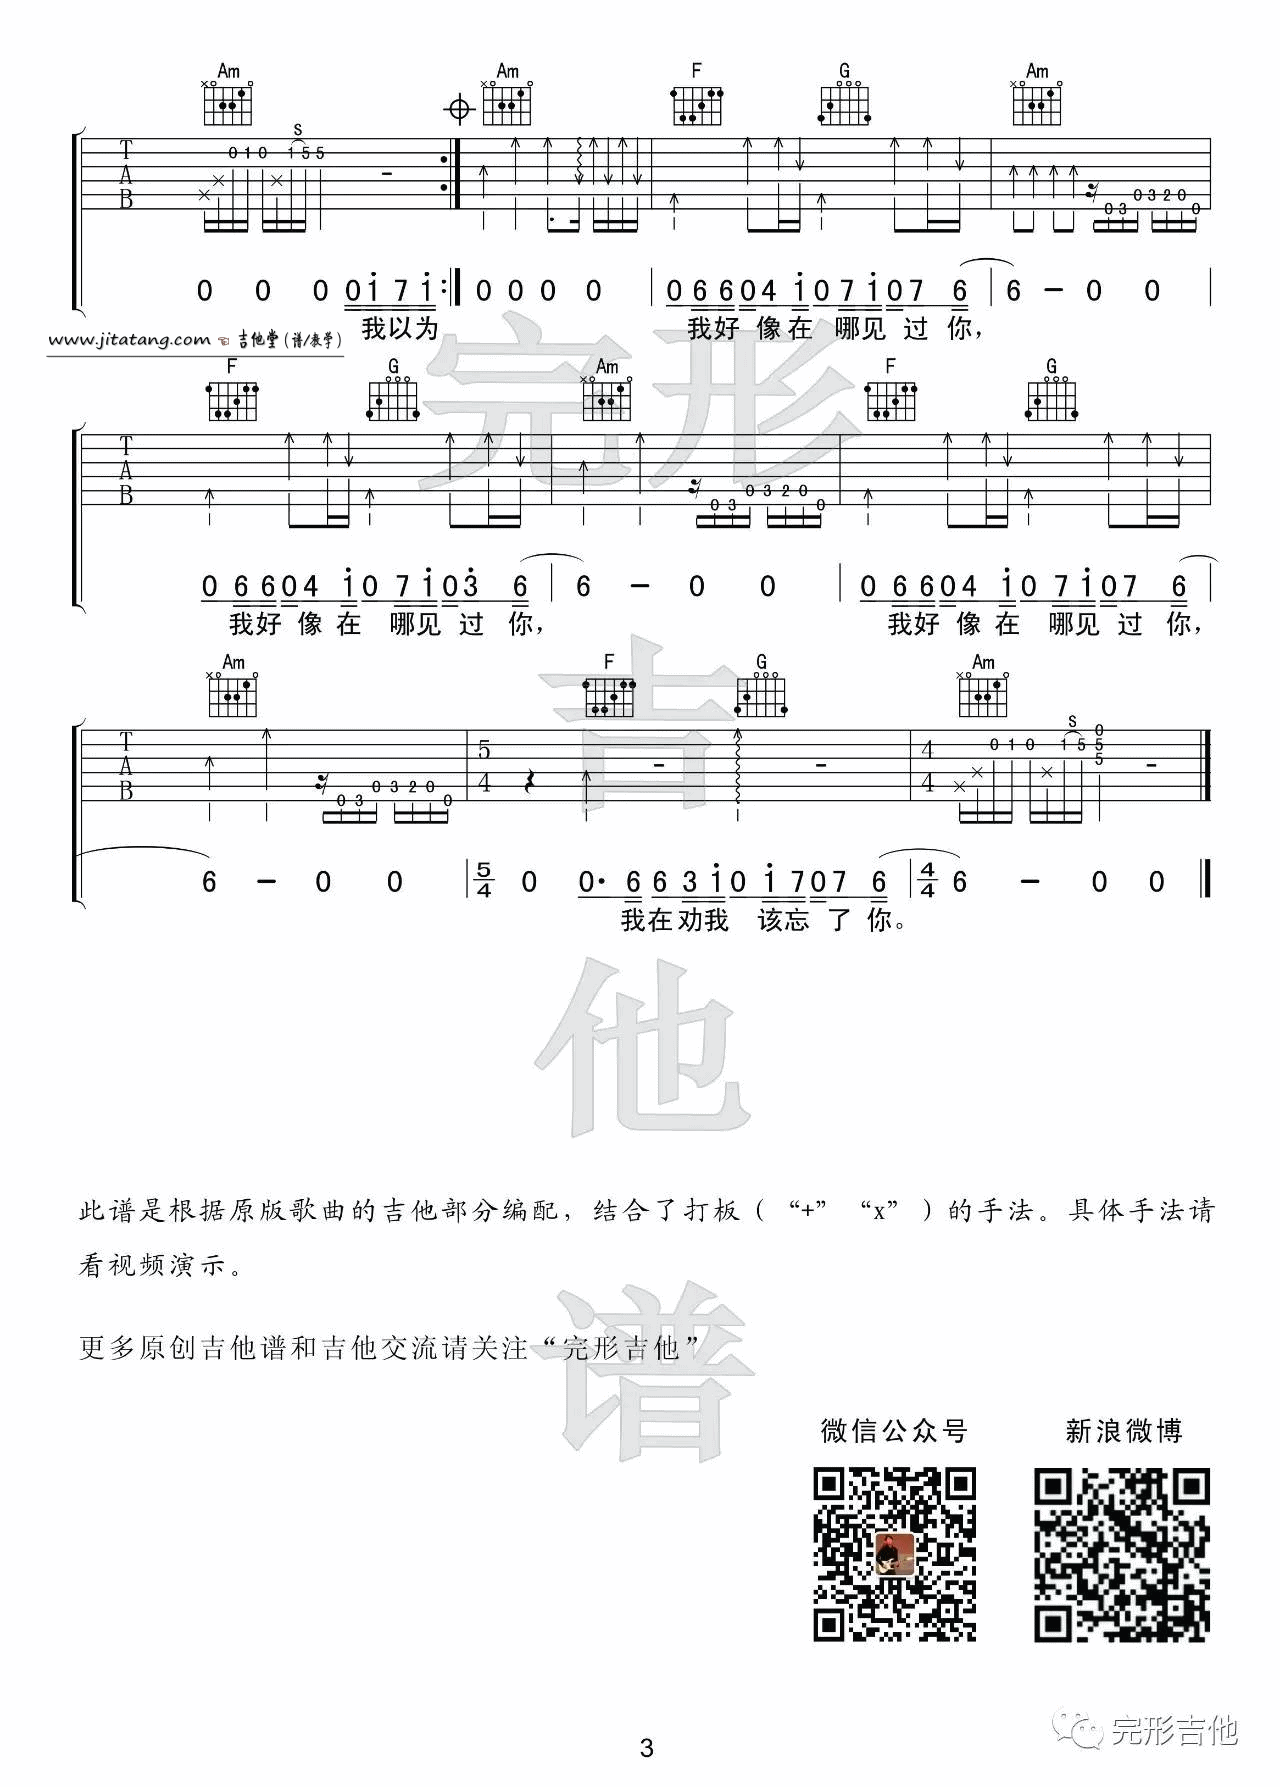 Am Am F G Am
S
T A B 0 1 0 1 5 5 0 3 0 3 2 0 0
0 0 0 0 i 7 i : 0 0 0 0 0 6 6 0 4 i 0 7 i 0 7 6 6 - 0 0
我以为 我好 像在 哪见 过 你，
www.jitatang.com 吉他堂（谱/教学）
F G Am F G
T A B 0 3 0 3 2 0 0
0 6 6 0 4 i 0 7 i 0 3 6 6 - 0 0 0 6 6 0 4 i 0 7 i 0 7 6
我好 像在 哪见 过 你， 我好 像在 哪见 过 你，
Am F G Am
S
T A B 0 3 0 3 2 0 0 5/4 4/4 0 1 0 1 5 0 5 5
6 - 0 0 5/4 0 0· 6 6 3 i 0 i 7 0 7 6 4/4 6 - 0 0
我在劝我 该忘 了 你。
完形
吉
他
谱
此谱是根据原版歌曲的吉他部分编配，结合了打板（“+”“x”）的手法。具体手法请
看视频演示。
更多原创吉他谱和吉他交流请关注“完形吉他”
微信公众号 新浪微博
完形吉他
3